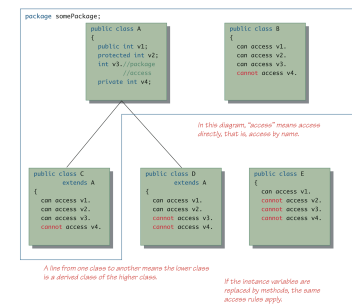 package somePackage;
public class A
{
public int v1;
protected int v2;
int v3.//package
//access
private int v4;
public class B
{
can access v1.
can access v2.
can access v3.
cannot access v4.
In this diagram, "access" means access
directly, that is, access by name.
public class C
extends A
{
can access v1.
can access v2.
can access v3.
cannot access v4.
public class D
extends A
{
can access v1.
can access v2.
cannot access v3.
cannot access v4.
public class E
{
can access v1.
cannot access v2.
cannot access v3.
cannot access v4.
A line from one class to another means the lower class
is a derived class of the higher class.
If the instance variables are
replaced by methods, the same
access rules apply.